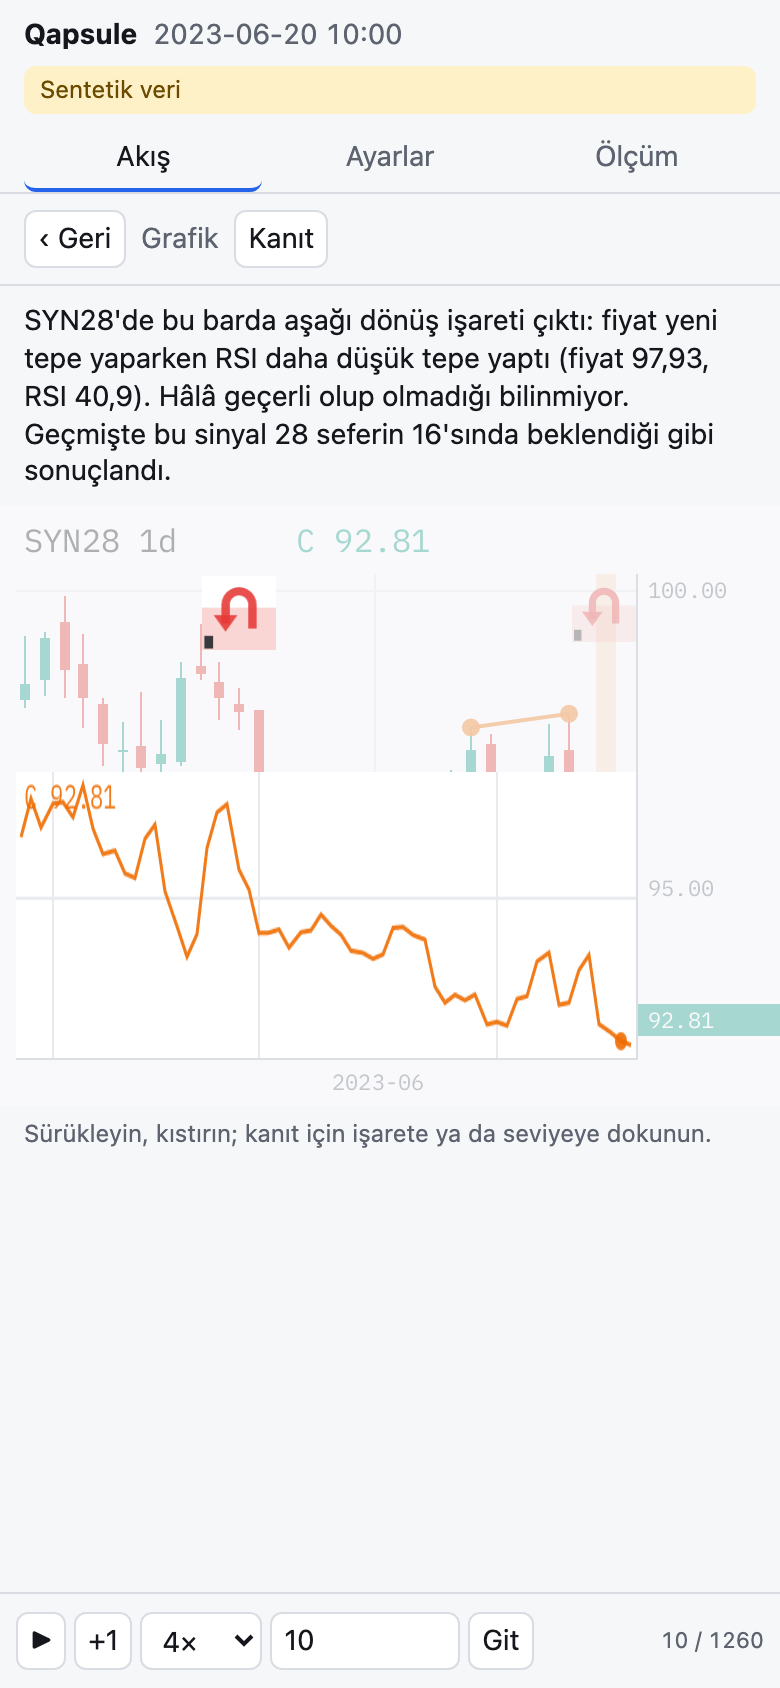 Qapsule 2023-06-20 10:00
Sentetik veri
Akış Ayarlar Ölçüm
‹ Geri Grafik Kanıt
SYN28'de bu barda aşağı dönüş işareti çıktı: fiyat yeni
tepe yaparken RSI daha düşük tepe yaptı (fiyat 97,93,
RSI 40,9). Hâlâ geçerli olup olmadığı bilinmiyor.
Geçmişte bu sinyal 28 seferin 16'sında beklendiği gibi
sonuçlandı.
SYN28 1d C 92.81
100.00
C 92.81
95.00
92.81
2023-06
Sürükleyin, kıstırın; kanıt için işarete ya da seviyeye dokunun.
+1 4× 10 Git 10 / 1260